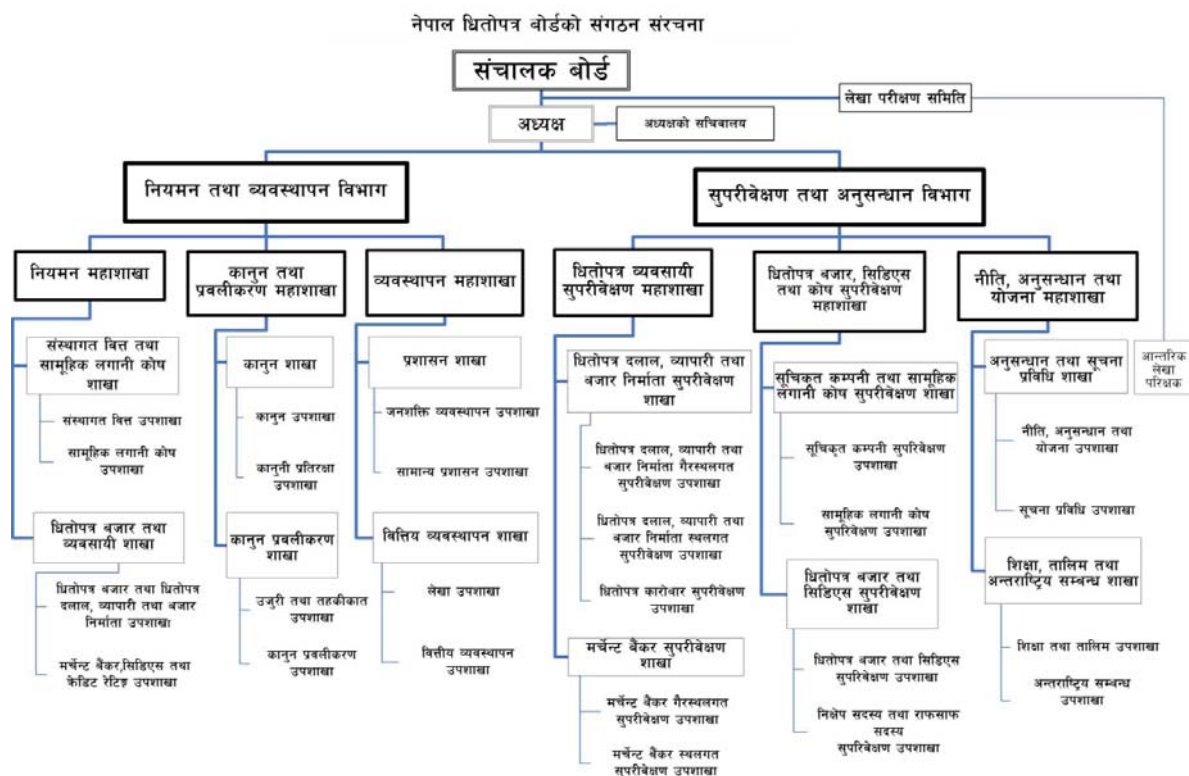 नेपाल धितोपत्र बोर्डको संगठन संरचना
संचालक बोर्ड
लेखा परीक्षण समिति
अध्यक्ष
अध्यक्षको सचिबालय
नियमन तथा ब्यवस्थापन विभाग
सुपरीवेक्षण तथा अनुसन्धान विभाग
नियमन महाशाखा
कानुन तथा
प्रबलीकरण महाशाखा
ब्यवस्थापन महाशाखा
धितोपत्र ब्यवसायी
सुपरीवेक्षण महाशाखा
धितोपत्र बजार, सिडिएस
तथा कोष सुपरीवेक्षण
महाशाखा
नीति, अनुसन्धान तथा
योजना महाशाखा
संस्थागत बित्त तथा
सामूहिक लगानी कोष
शाखा
संस्थागत बित्त उपशाखा
सामूहिक लगानी कोष
उपशाखा
धितोपत्र बजार तथा
ब्यवसायी शाखा
धितोपत्र बजार तथा धितोपत्र
दलाल, ब्यापारी तथा बजार
निर्माता उपशाखा
मर्चेन्ट बैंकर,सिडिएस तथा
क्रेडिट रेटिङ्ग उपशाखा
कानुन शाखा
कानुन उपशाखा
कानुनी प्रतिरक्षा
उपशाखा
कानुन प्रबलीकरण
शाखा
उजुरी तथा तहकीकात
उपशाखा
कानुन प्रबलीकरण
उपशाखा
प्रशासन शाखा
जनशक्ति ब्यवस्थापन उपशाखा
सामान्य प्रशासन उपशाखा
वित्तिय ब्यवस्थापन शाखा
लेखा उपशाखा
वित्तीय ब्यवस्थापन
उपशाखा
धितोपत्र दलाल, ब्यापारी तथा
बजार निर्माता सुपरीवेक्षण
शाखा
धितोपत्र दलाल, ब्यापारी तथा
बजार निर्माता गैरस्थलगत
सुपरीवेक्षण उपशाखा
धितोपत्र दलाल, ब्यापारी तथा
बजार निर्माता स्थलगत
सुपरीवेक्षण उपशाखा
धितोपत्र कारोबार सुपरीवेक्षण
उपशाखा
मर्चेन्ट बैंकर सुपरीवेक्षण
शाखा
मर्चेन्ट बैंकर गैरस्थलगत
सुपरीवेक्षण उपशाखा
मर्चेन्ट बैंकर स्थलगत
सुपरीवेक्षण उपशाखा
सूचिकृत कम्पनी तथा सामूहिक
लगानी कोष सुपरीवेक्षण शाखा
सूचिकृत कम्पनी सुपरिवेक्षण
उपशाखा
सामूहिक लगानी कोष
सुपरिवेक्षण उपशाखा
धितोपत्र बजार तथा
सिडिएस सुपरीवेक्षण
शाखा
धितोपत्र बजार तथा सिडिएस
सुपरिवेक्षण उपशाखा
निक्षेप सदस्य तथा राफसाफ
सदस्य
सुपरिवेक्षण उपशाखा
अनुसन्धान तथा सूचना
प्रविधि शाखा
नीति, अनुसन्धान तथा
योजना उपशाखा
सूचना प्रविधि उपशाखा
शिक्षा, तालिम तथा
अन्तराष्ट्रिय सम्बन्ध शाखा
शिक्षा तथा तालिम उपशाखा
अन्तराष्ट्रिय सम्बन्ध
उपशाखा
आन्तरिक
लेखा
परिक्षक